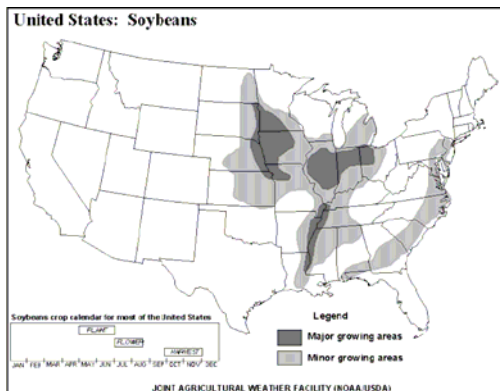 United States: Soybeans
Soybeans crop calendar for most of the United States
PLANT
FLOWER
HARVEST
JAN FEB MAR APR MAY JUN JUL AUG SEP OCT NOV DEC
Legend
Major growing areas
Minor growing areas
JOINT AGRICULTURAL WEATHER FACILITY (NOAA/USDA)